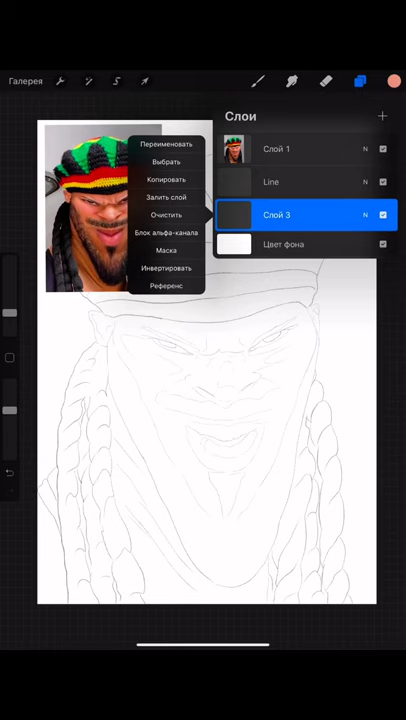 Галерея
Слои
Слой 1
N
Line
N
Слой 3
N
Цвет фона
Переименовать
Выбрать
Копировать
Залить слой
Очистить
Блок альфа-канала
Маска
Инвертировать
Референс